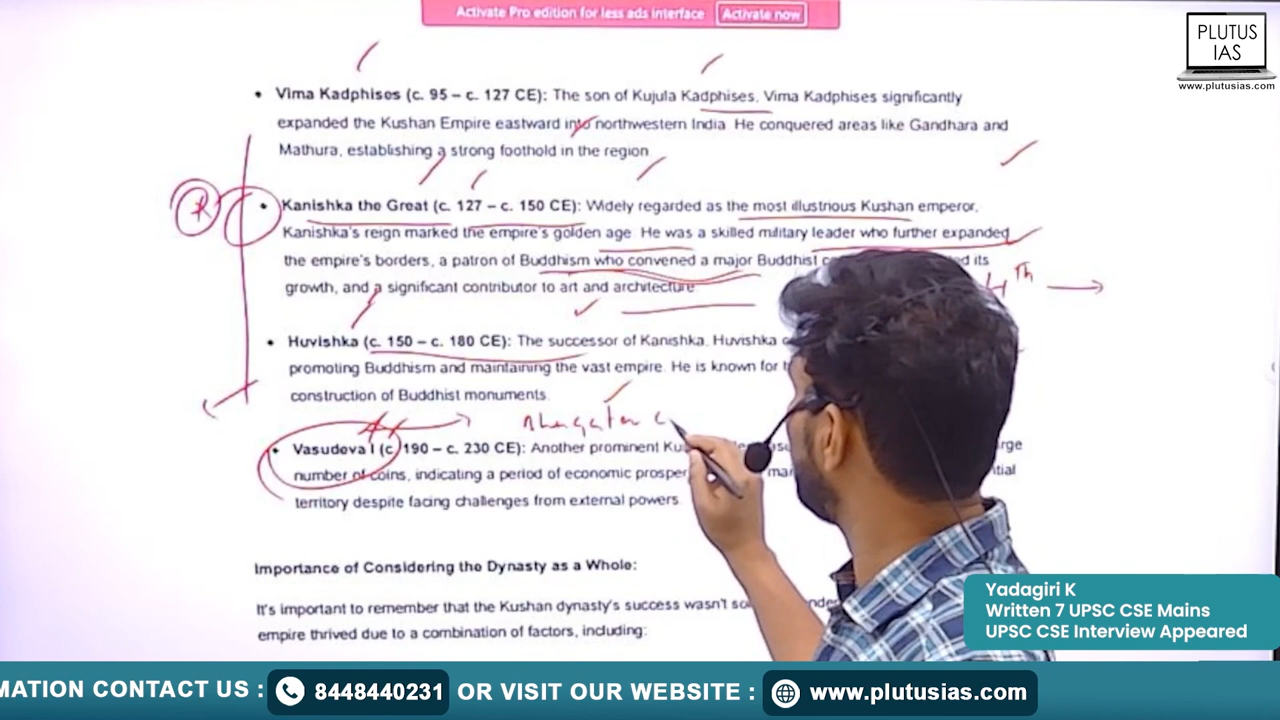 Activate Pro edition for less ads interface Activate now
PLUTUS
IAS
www.plutusias.com
• Vima Kadphises (c. 95 – c. 127 CE): The son of Kujula Kadphises, Vima Kadphises significantly
expanded the Kushan Empire eastward into northwestern India. He conquered areas like Gandhara and
Mathura, establishing a strong foothold in the region
• Kanishka the Great (c. 127 – c. 150 CE): Widely regarded as the most illustrious Kushan emperor,
Kanishka's reign marked the empire's golden age. He was a skilled military leader who further expanded
the empire's borders, a patron of Buddhism who convened a major Buddhist its
4th
growth, and a significant contributor to art and architecture
• Huvishka (c. 150 – c. 180 CE): The successor of Kanishka, Huvishka
promoting Buddhism and maintaining the vast empire. He is known for
construction of Buddhist monuments.
• Vasudeva I (c. 190 – c. 230 CE): Another prominent
number of coins, indicating a period of economic
territory despite facing challenges from external powers.
Importance of Considering the Dynasty as a Whole:
It's important to remember that the Kushan dynasty's success wasn't
empire thrived due to a combination of factors, including:
Yadagiri K
Written 7 UPSC CSE Mains
UPSC CSE Interview Appeared
MATION CONTACT US : 8448440231 OR VISIT OUR WEBSITE : www.plutusias.com